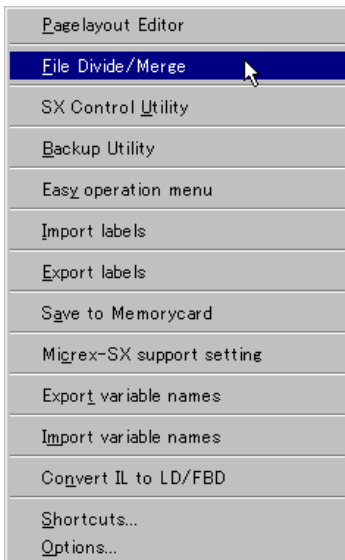 Pagelayout Editor
File Divide/Merge
SX Control Utility
Backup Utility
Easy operation menu
Import labels
Export labels
Save to Memorycard
Micrex-SX support setting
Export variable names
Import variable names
Convert IL to LD/FBD
Shortcuts...
Options...